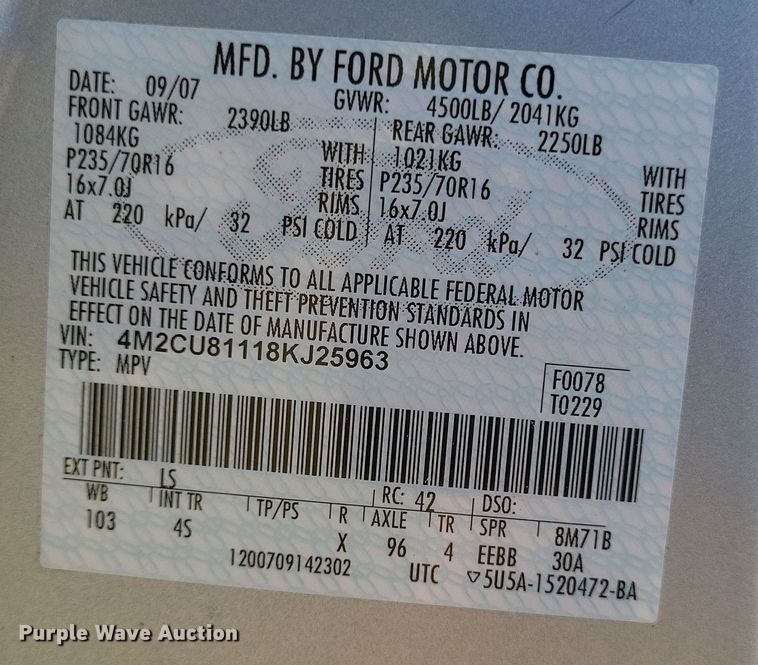 MFD. BY FORD MOTOR CO.
DATE: 09/07 GVWR: 4500LB/ 2041KG
FRONT GAWR: 2390LB REAR GAWR: 2250LB
1084KG WITH 1021KG WITH
P235/70R16 TIRES P235/70R16 TIRES
16x7.0J RIMS 16x7.0J RIMS
AT 220 kPa/ 32 PSI COLD AT 220 kPa/ 32 PSI COLD
THIS VEHICLE CONFORMS TO ALL APPLICABLE FEDERAL MOTOR
VEHICLE SAFETY AND THEFT PREVENTION STANDARDS IN
EFFECT ON THE DATE OF MANUFACTURE SHOWN ABOVE.
VIN: 4M2CU81118KJ25963
TYPE: MPV
F0078
T0229
EXT PNT: LS RC: 42 DSO:
WB INT TR TP/PS R AXLE TR SPR 8M71B
103 4S X 96 4 EEBB 30A
1200709142302 UTC ▽5U5A-1520472-BA
Purple Wave Auction